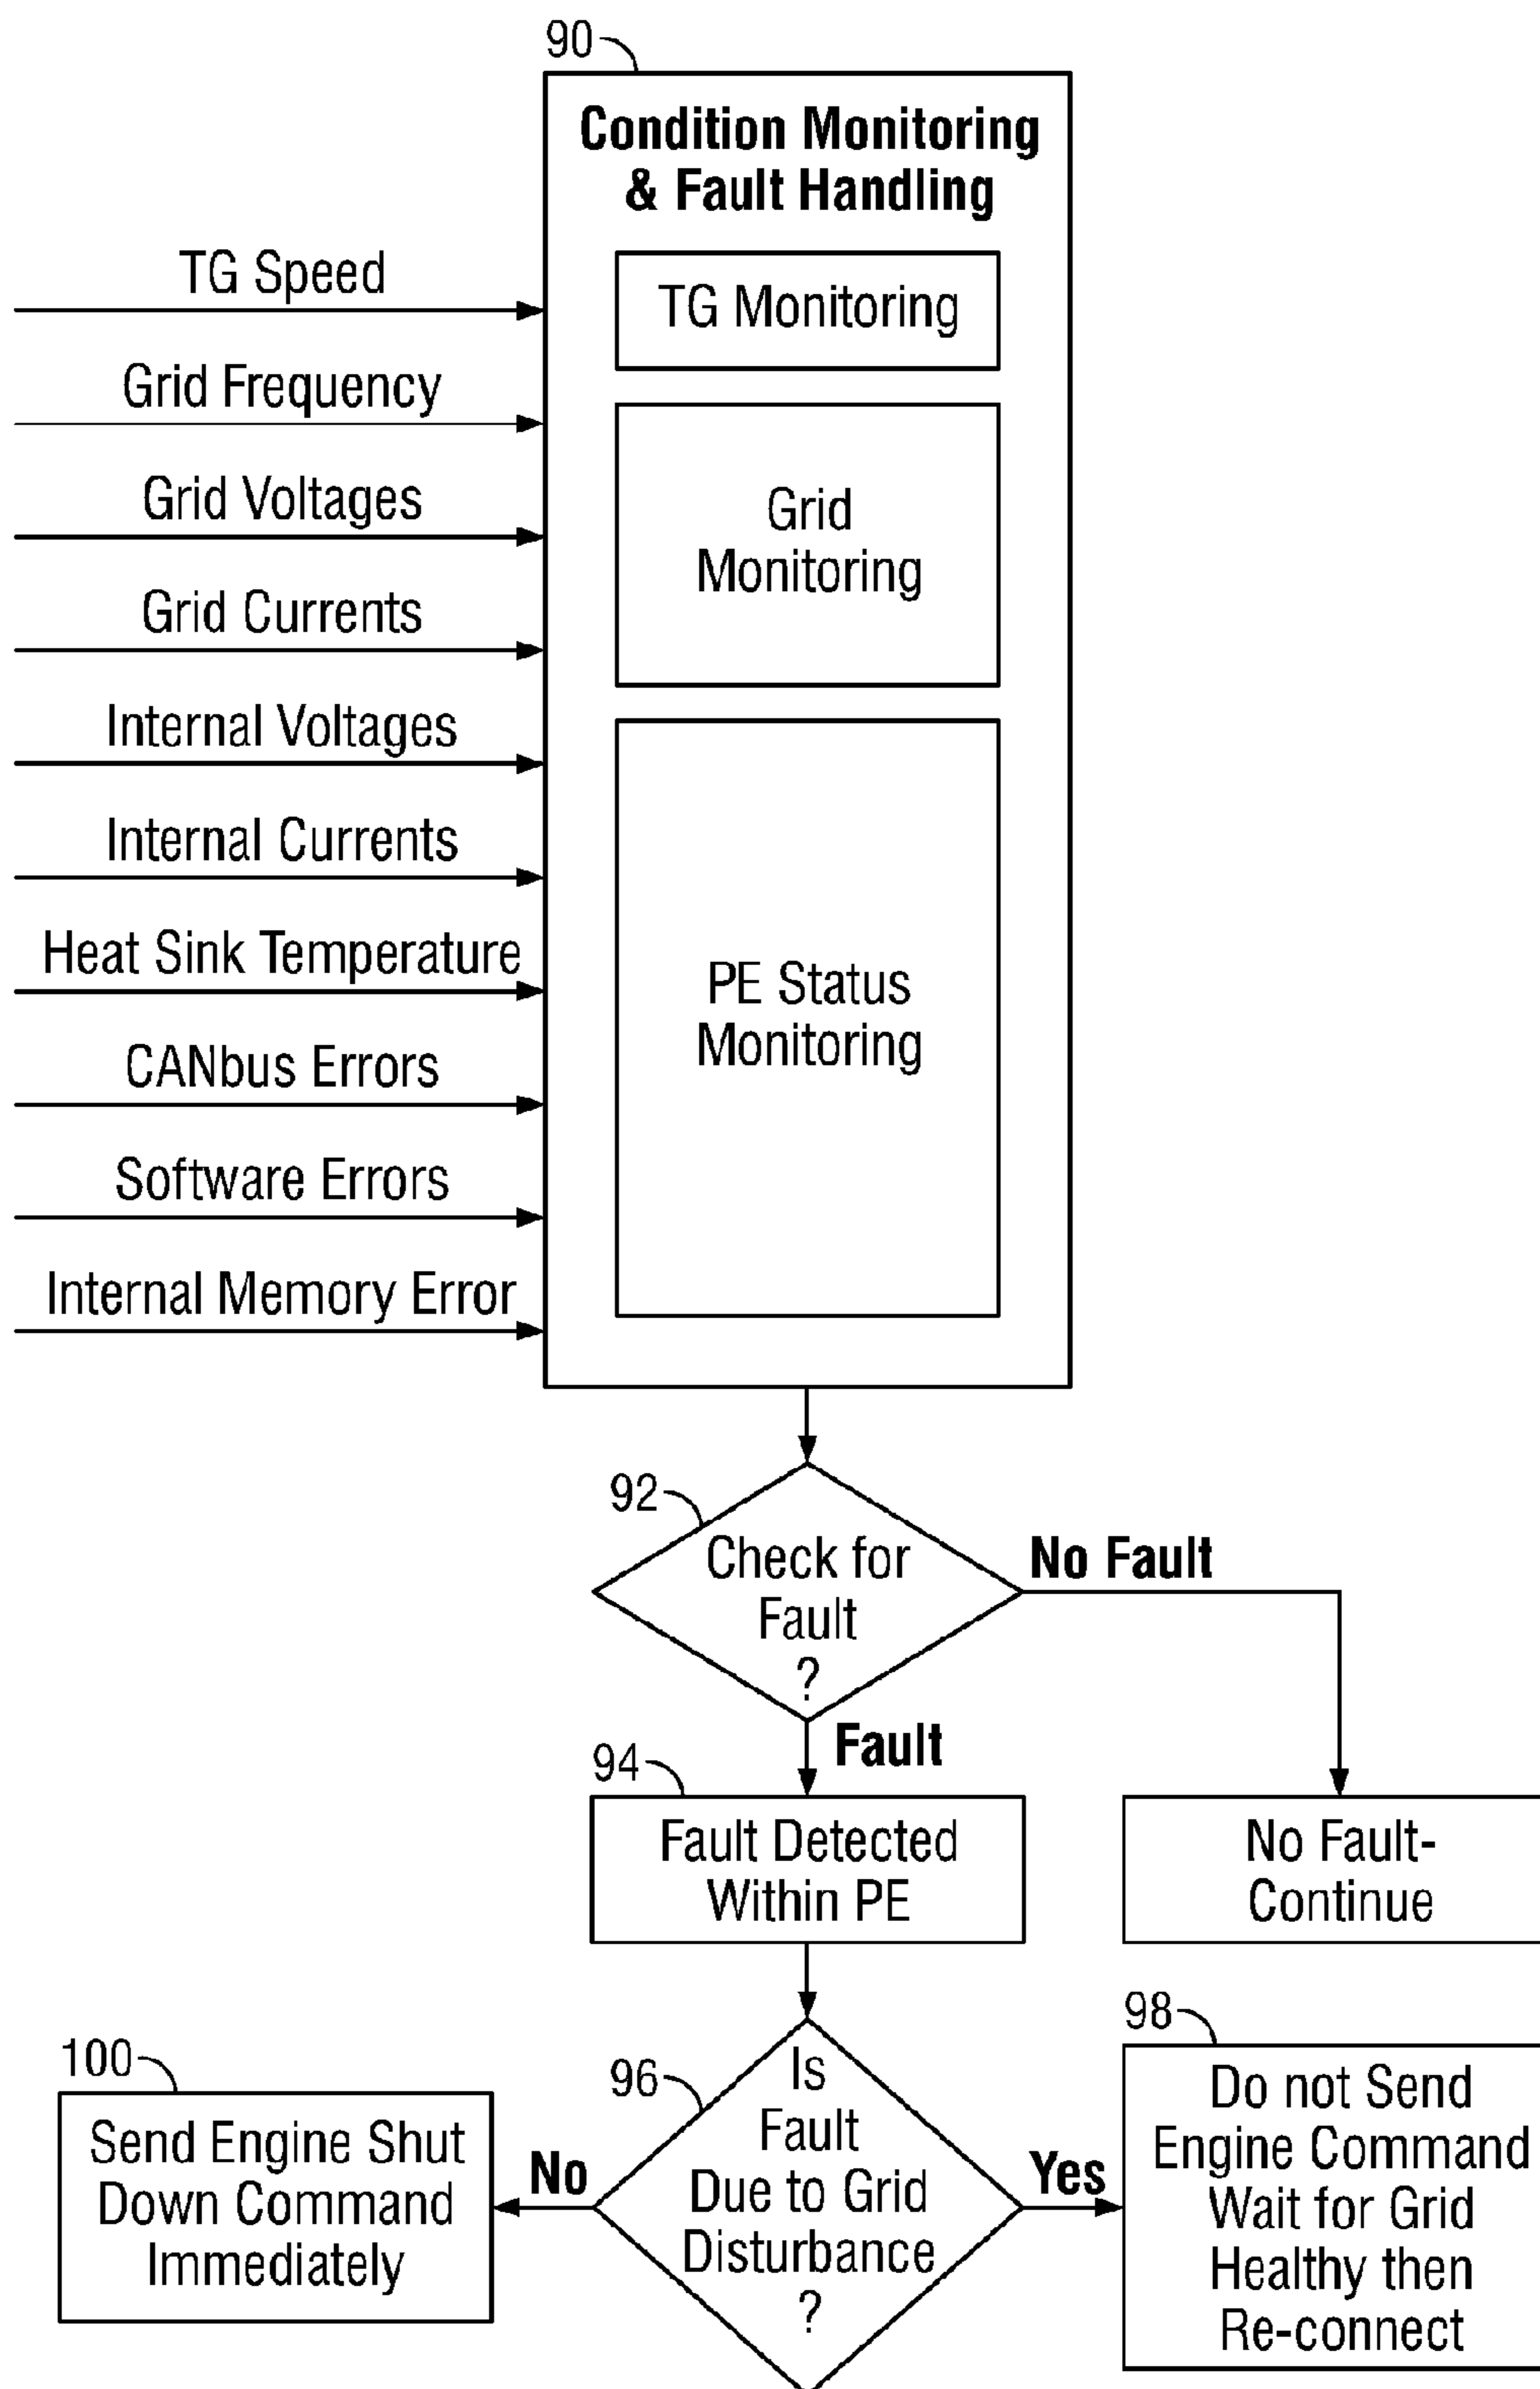 90
Condition Monitoring
& Fault Handling
TG Speed
TG Monitoring
Grid Frequency
Grid Voltages
Grid
Monitoring
Grid Currents
Internal Voltages
Internal Currents
Heat Sink Temperature
PE Status
Monitoring
CANbus Errors
Software Errors
Internal Memory Error
92
Check for
Fault
?
No Fault
Fault
94
Fault Detected
Within PE
No Fault-
Continue
96
Is
Fault
Due to Grid
Disturbance
?
No
100
Send Engine Shut
Down Command
Immediately
Yes
98
Do not Send
Engine Command
Wait for Grid
Healthy then
Re-connect